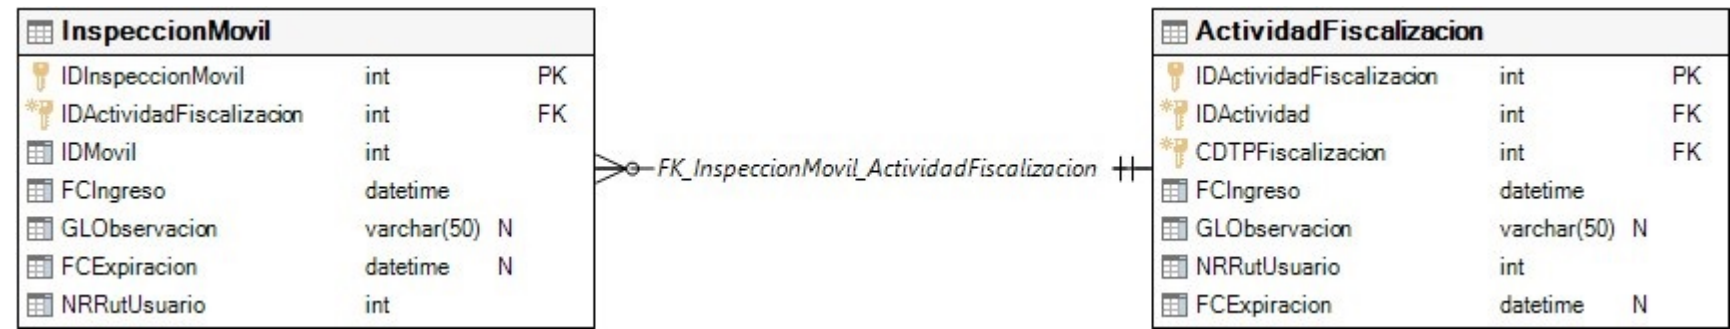 InspeccionMovil
IDInspeccionMovil int PK
IDActividadFiscalizacion int FK
IDMovil int
FCIngreso datetime
GLObservacion varchar(50) N
FCExpiracion datetime N
NRRutUsuario int
FK_InspeccionMovil_ActividadFiscalizacion
ActividadFiscalizacion
IDActividadFiscalizacion int PK
IDActividad int FK
CDTPFiscalizacion int FK
FCIngreso datetime
GLObservacion varchar(50) N
NRRutUsuario int
FCExpiracion datetime N